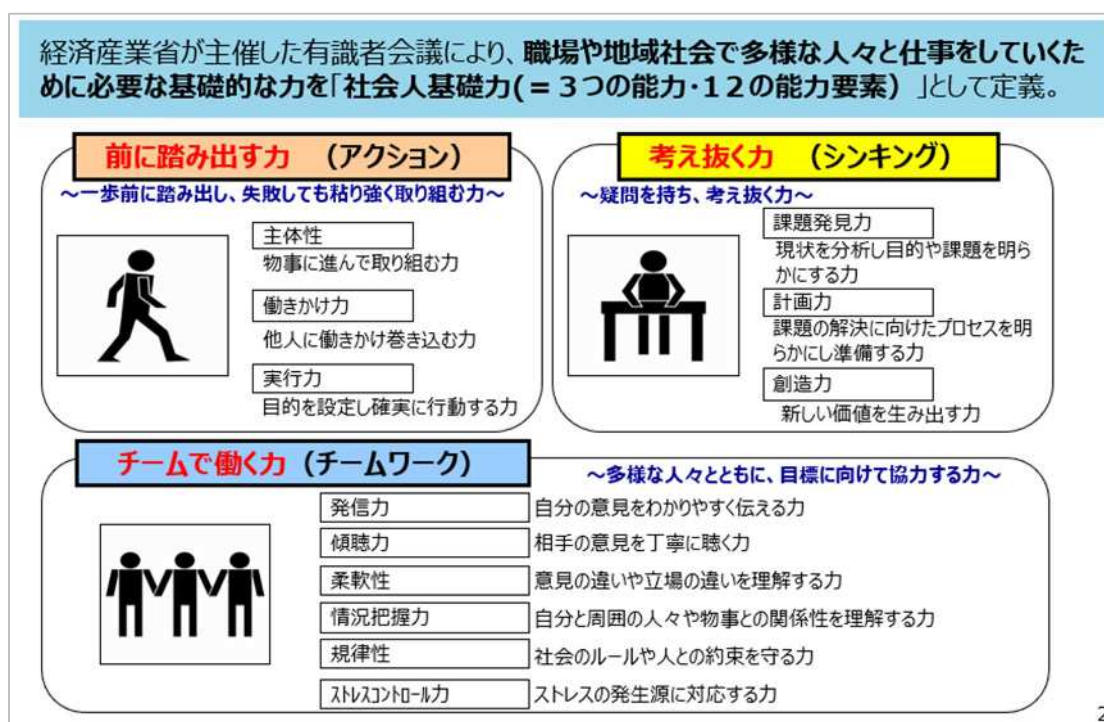 経済産業省が主催した有識者会議により、職場や地域社会で多様な人々と仕事をしていくた
めに必要な基礎的な力を「社会人基礎力(=3つの能力・12の能力要素)」として定義。
前に踏み出す力 (アクション)
～一歩前に踏み出し、失敗しても粘り強く取り組む力～
主体性
物事に進んで取り組む力
働きかけ力
他人に働きかけ巻き込む力
実行力
目的を設定し確実に行動する力
考え抜く力 (シンキング)
～疑問を持ち、考え抜く力～
課題発見力
現状を分析し目的や課題を明ら
かにする力
計画力
課題の解決に向けたプロセスを明
らかにし準備する力
創造力
新しい価値を生み出す力
チームで働く力 (チームワーク)
～多様な人々とともに、目標に向けて協力する力～
発信力 自分の意見をわかりやすく伝える力
傾聴力 相手の意見を丁寧に聴く力
柔軟性 意見の違いや立場の違いを理解する力
情況把握力 自分と周囲の人々や物事との関係性を理解する力
規律性 社会のルールや人との約束を守る力
ｽﾄﾚｽｺﾝﾄﾛｰﾙ力 ストレスの発生源に対応する力
2